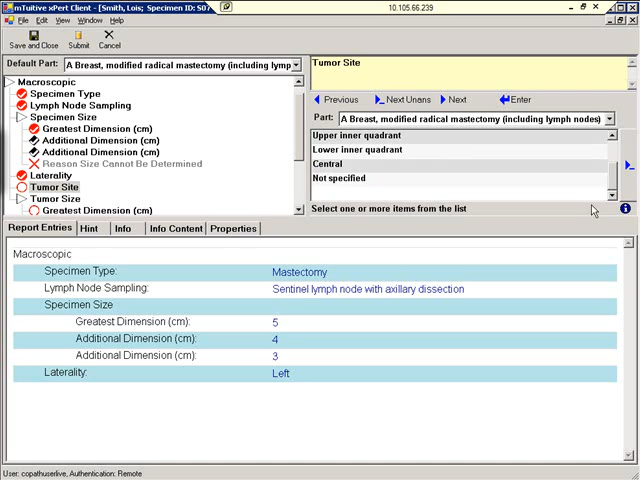 mTuitive xPert Client - [Smith, Lois; Specimen ID: S07
10.105.66.239
File Edit View Window Help
Save and Close Submit Cancel
Default Part: A Breast, modified radical mastectomy (including lymp
Macroscopic
Specimen Type
Lymph Node Sampling
Specimen Size
Greatest Dimension (cm)
Additional Dimension (cm)
Additional Dimension (cm)
Reason Size Cannot Be Determined
Laterality
Tumor Site
Tumor Size
Greatest Dimension (cm)
Tumor Site
Previous Next Unans Next Enter
Part: A Breast, modified radical mastectomy (including lymph nodes)
Upper inner quadrant
Lower inner quadrant
Central
Not specified
Select one or more items from the list
Report Entries Hint Info Info Content Properties
Macroscopic
Specimen Type: Mastectomy
Lymph Node Sampling: Sentinel lymph node with axillary dissection
Specimen Size
Greatest Dimension (cm): 5
Additional Dimension (cm): 4
Additional Dimension (cm): 3
Laterality: Left
User: copathuserlive, Authentication: Remote